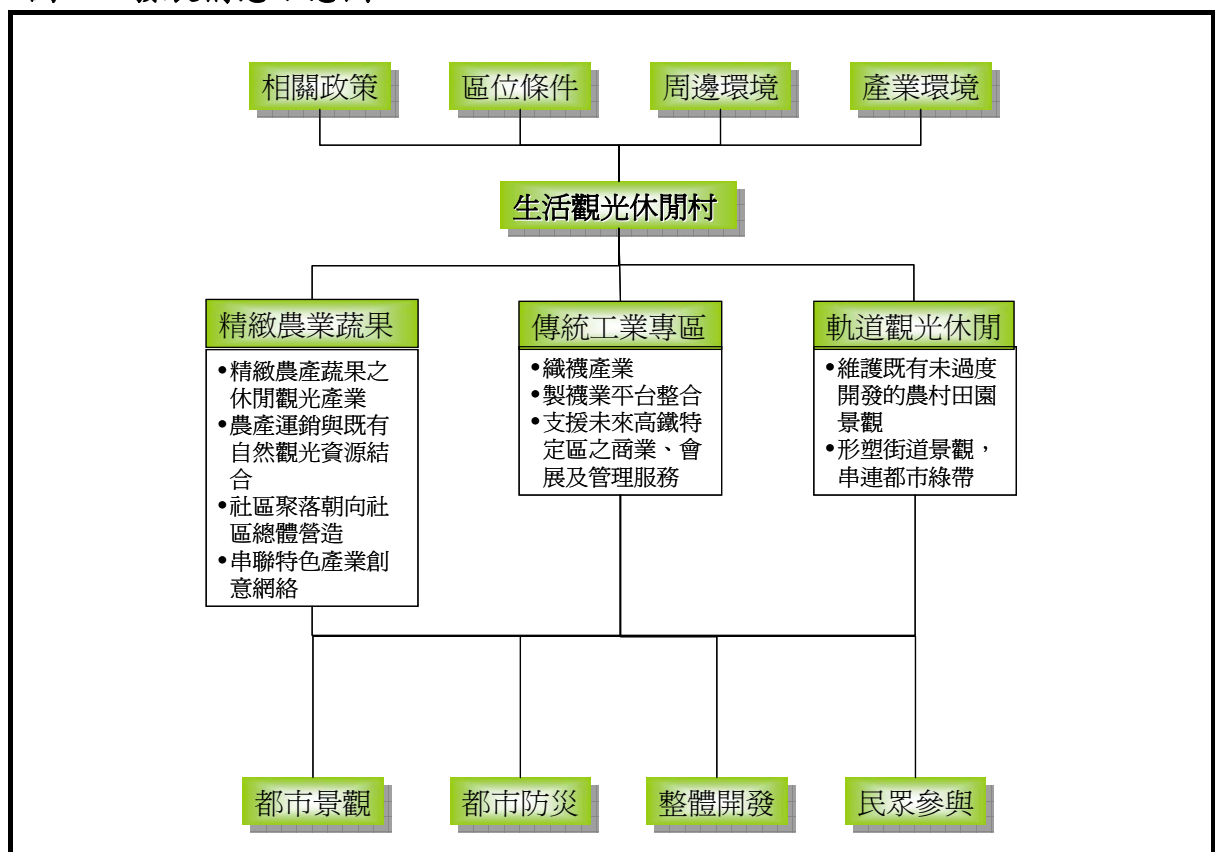 相關政策 區位條件 周邊環境 產業環境
生活觀光休閒村
精緻農業蔬果
•精緻農產蔬果之
休閒觀光產業
•農產運銷與既有
自然觀光資源結
合
•社區聚落朝向社
區總體營造
•串聯特色產業創
意網絡
傳統工業專區
•織襪產業
•製襪業平台整合
•支援未來高鐵特
定區之商業、會
展及管理服務
軌道觀光休閒
•維護既有未過度
開發的農村田園
景觀
•形塑街道景觀，
串連都市綠帶
都市景觀 都市防災 整體開發 民眾參與